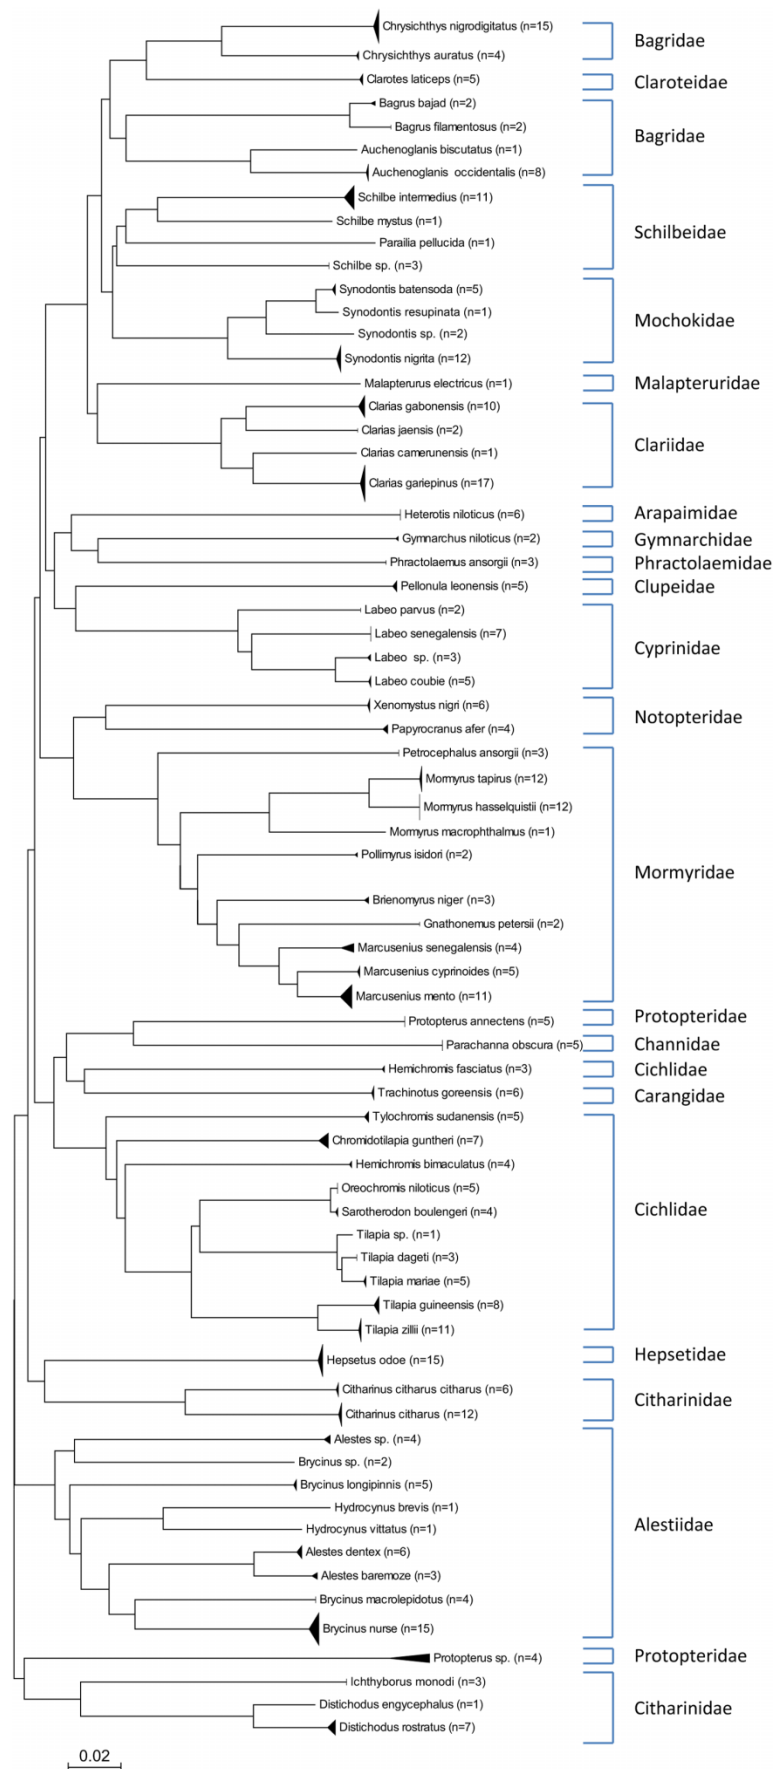 Chrysichthys nigrodigitatus (n=15)
Bagridae
Chrysichthys auratus (n=4)
Clarotes laticeps (n=5)
Claroteidae
Bagrus bajad (n=2)
Bagrus filamentosus (n=2)
Bagridae
Auchenoglanis biscutatus (n=1)
Auchenoglanis occidentalis (n=8)
Schilbe intermedius (n=11)
Schilbe mystus (n=1)
Schilbeidae
Parailia pellucida (n=1)
Schilbe sp. (n=3)
Synodontis batensoda (n=5)
Synodontis resupinata (n=1)
Mochokidae
Synodontis sp. (n=2)
Synodontis nigrita (n=12)
Malapterurus electricus (n=1)
Malapteruridae
Clarias gabonensis (n=10)
Clarias jaensis (n=2)
Clariidae
Clarias camerunensis (n=1)
Clarias gariepinus (n=17)
Heterotis niloticus (n=6)
Arapaimidae
Gymnarchus niloticus (n=2)
Gymnarchidae
Phractolaemus ansorgii (n=3)
Phractolaemidae
Pellonula leonensis (n=5)
Clupeidae
Labeo parvus (n=2)
Labeo senegalensis (n=7)
Cyprinidae
Labeo sp. (n=3)
Labeo coubie (n=5)
Xenomystus nigri (n=6)
Notopteridae
Papyrocranus afer (n=4)
Petrocephalus ansorgii (n=3)
Mormyrus tapirus (n=12)
Mormyrus hasselquistii (n=12)
Mormyrus macrophthalmus (n=1)
Pollimyrus isidori (n=2)
Mormyridae
Brienomyrus niger (n=3)
Gnathonemus petersii (n=2)
Marcusenius senegalensis (n=4)
Marcusenius cyprinoides (n=5)
Marcusenius mento (n=11)
Protopterus annectens (n=5)
Protopteridae
Parachanna obscura (n=5)
Channidae
Hemichromis fasciatus (n=3)
Cichlidae
Trachinotus goreensis (n=6)
Carangidae
Tylochromis sudanensis (n=5)
Chromidotilapia guntheri (n=7)
Hemichromis bimaculatus (n=4)
Oreochromis niloticus (n=5)
Sarotherodon boulengeri (n=4)
Cichlidae
Tilapia sp. (n=1)
Tilapia dageti (n=3)
Tilapia mariae (n=5)
Tilapia guineensis (n=8)
Tilapia zillii (n=11)
Hepsetus odoe (n=15)
Hepsetidae
Citharinus citharus citharus (n=6)
Citharinidae
Citharinus citharus (n=12)
Alestes sp. (n=4)
Brycinus sp. (n=2)
Brycinus longipinnis (n=5)
Hydrocynus brevis (n=1)
Alestiidae
Hydrocynus vittatus (n=1)
Alestes dentex (n=6)
Alestes baremoze (n=3)
Brycinus macrolepidotus (n=4)
Brycinus nurse (n=15)
Protopterus sp. (n=4)
Protopteridae
Ichthyborus monodi (n=3)
Distichodus engycephalus (n=1)
Citharinidae
Distichodus rostratus (n=7)
0.02